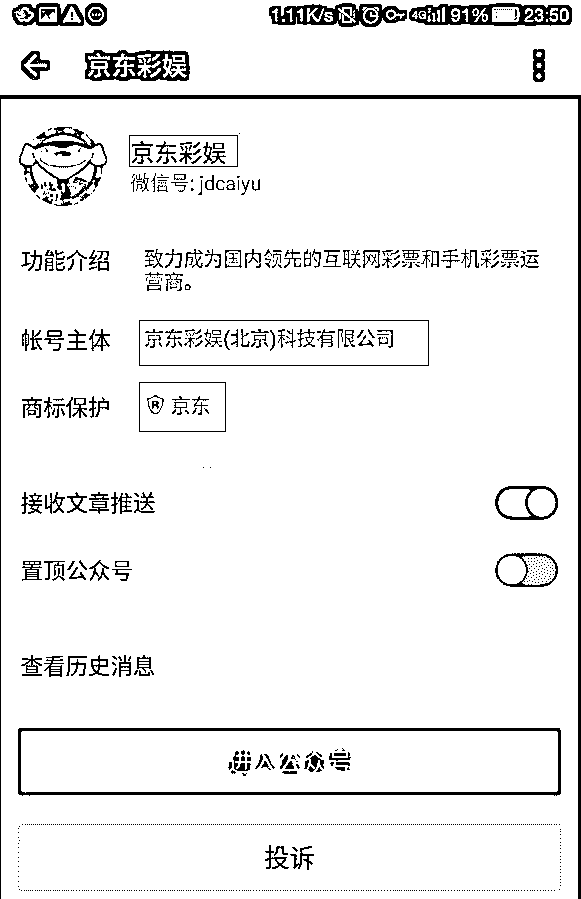 1.11K/s 4G 91% 23:50
京东彩娱
京东彩娱
微信号: jdcaiyu
功能介绍 致力成为国内领先的互联网彩票和手机彩票运
营商。
帐号主体 京东彩娱(北京)科技有限公司
商标保护 ® 京东
接收文章推送
置顶公众号
查看历史消息
进入公众号
投诉